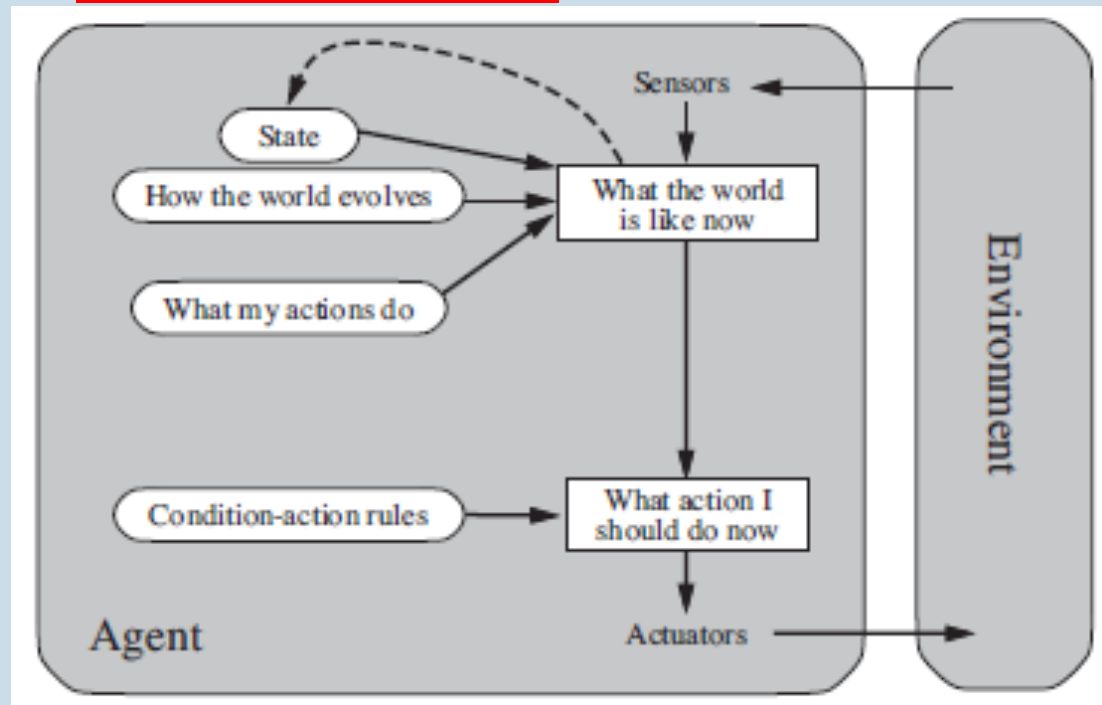 Sensors
State
How the world evolves
What the world
is like now
What my actions do
Condition-action rules
What action I
should do now
Agent
Actuators
Environment